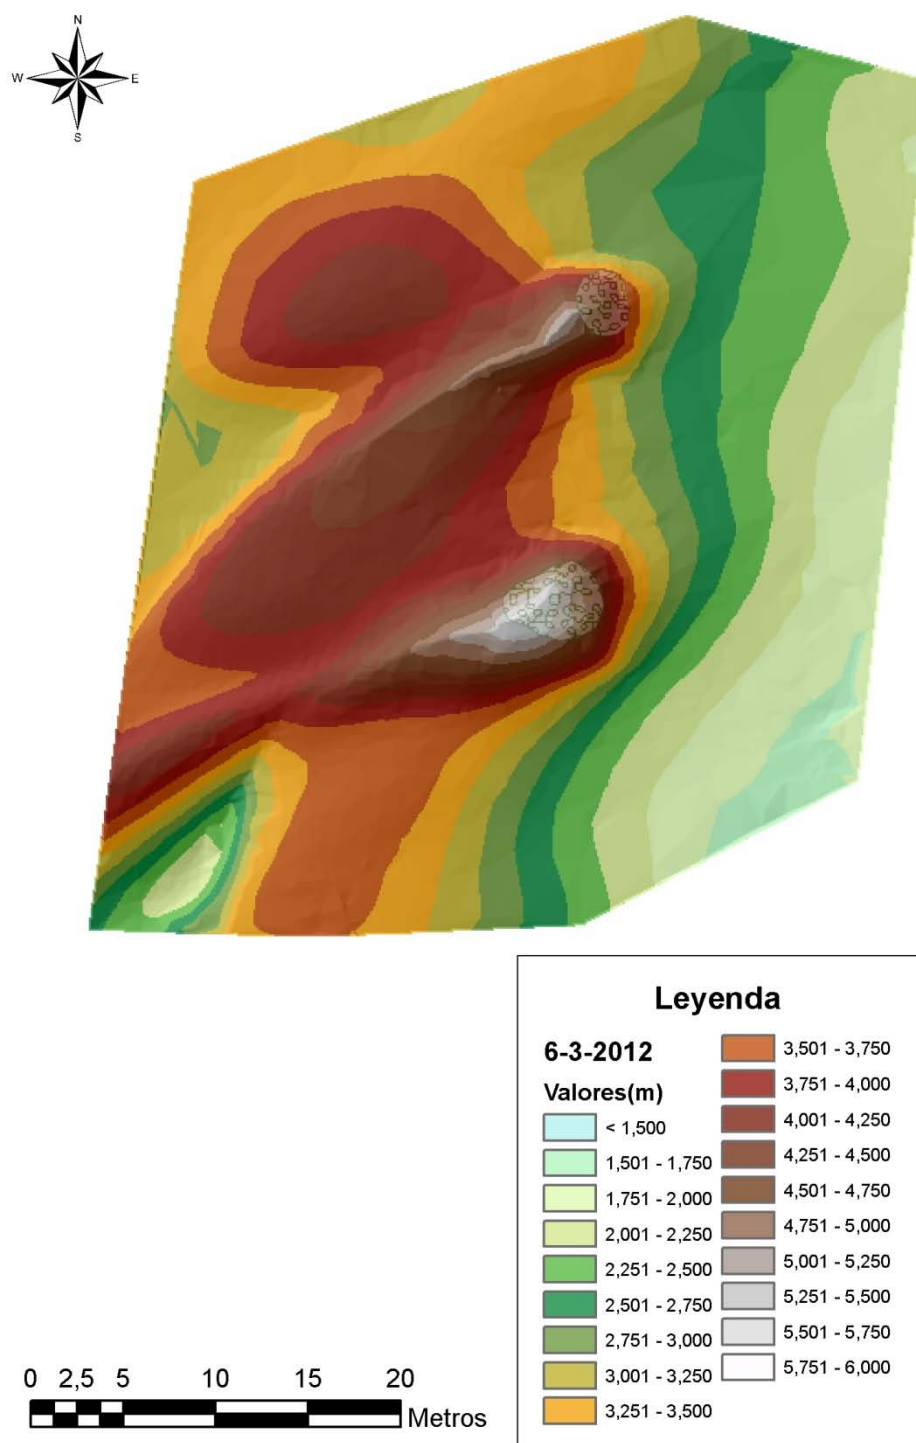 N
W E
S
Leyenda
6-3-2012
Valores(m)
< 1,500
1,501 - 1,750
1,751 - 2,000
2,001 - 2,250
2,251 - 2,500
2,501 - 2,750
2,751 - 3,000
3,001 - 3,250
3,251 - 3,500
3,501 - 3,750
3,751 - 4,000
4,001 - 4,250
4,251 - 4,500
4,501 - 4,750
4,751 - 5,000
5,001 - 5,250
5,251 - 5,500
5,501 - 5,750
5,751 - 6,000
0 2,5 5 10 15 20
Metros